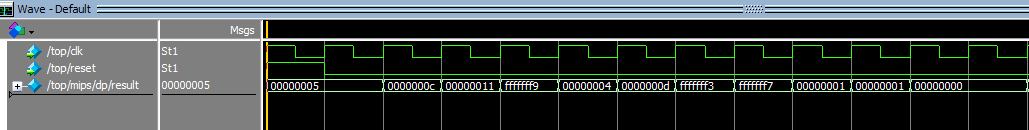 Wave - Default
Msgs
/top/clk St1
/top/reset St1
/top/mips/dp/result 00000005 00000005 0000000c 00000011 fffffff9 00000004 0000000d fffffff3 fffffff7 00000001 00000001 00000000